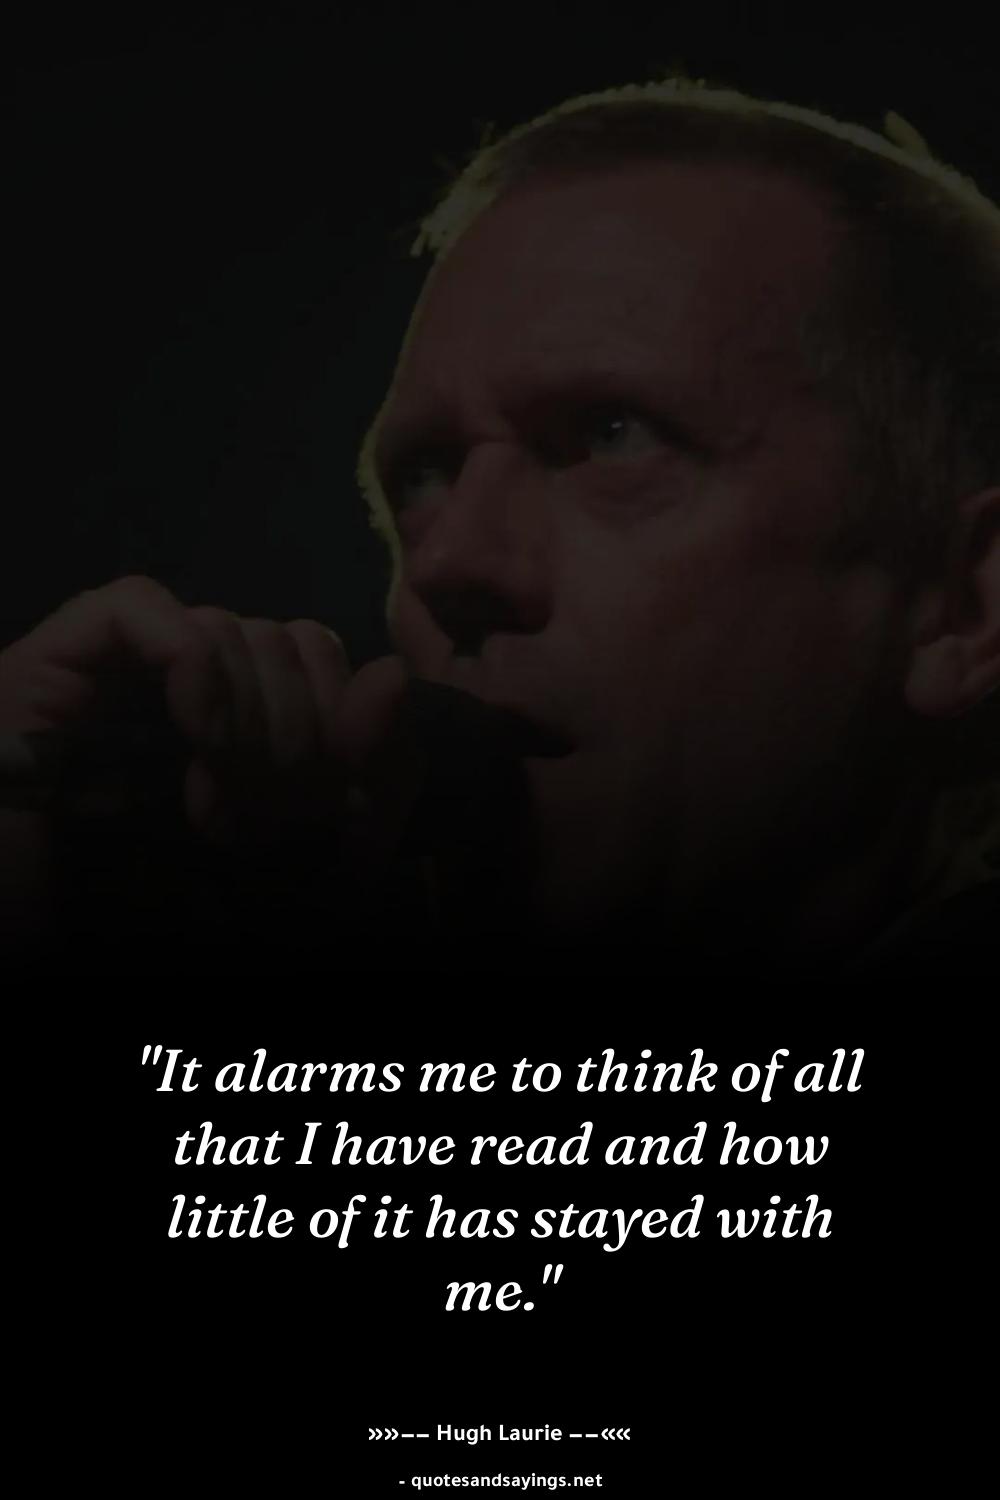 "It alarms me to think of all
that I have read and how
little of it has stayed with
me."
»»–– Hugh Laurie ––««
- quotesandsayings.net